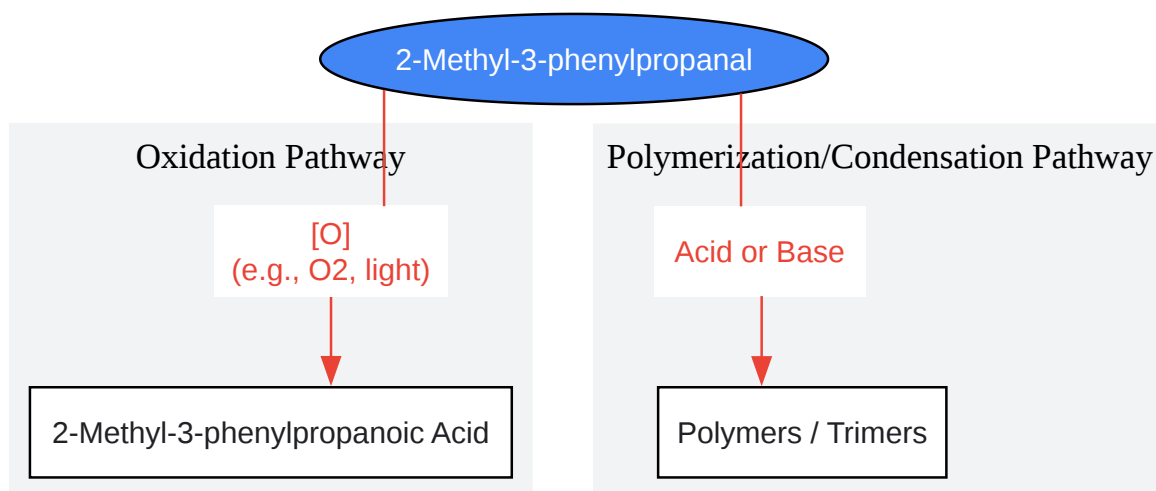 2-Methyl-3-phenylpropanal
Oxidation Pathway
[O]
(e.g., O2, light)
2-Methyl-3-phenylpropanoic Acid
Polymerization/Condensation Pathway
Acid or Base
Polymers / Trimers